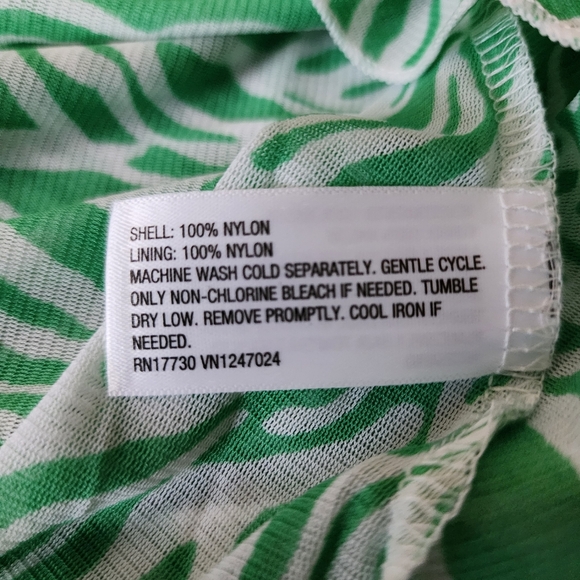 SHELL: 100% NYLON
LINING: 100% NYLON
MACHINE WASH COLD SEPARATELY. GENTLE CYCLE.
ONLY NON-CHLORINE BLEACH IF NEEDED. TUMBLE
DRY LOW. REMOVE PROMPTLY. COOL IRON IF
NEEDED.
RN17730 VN1247024